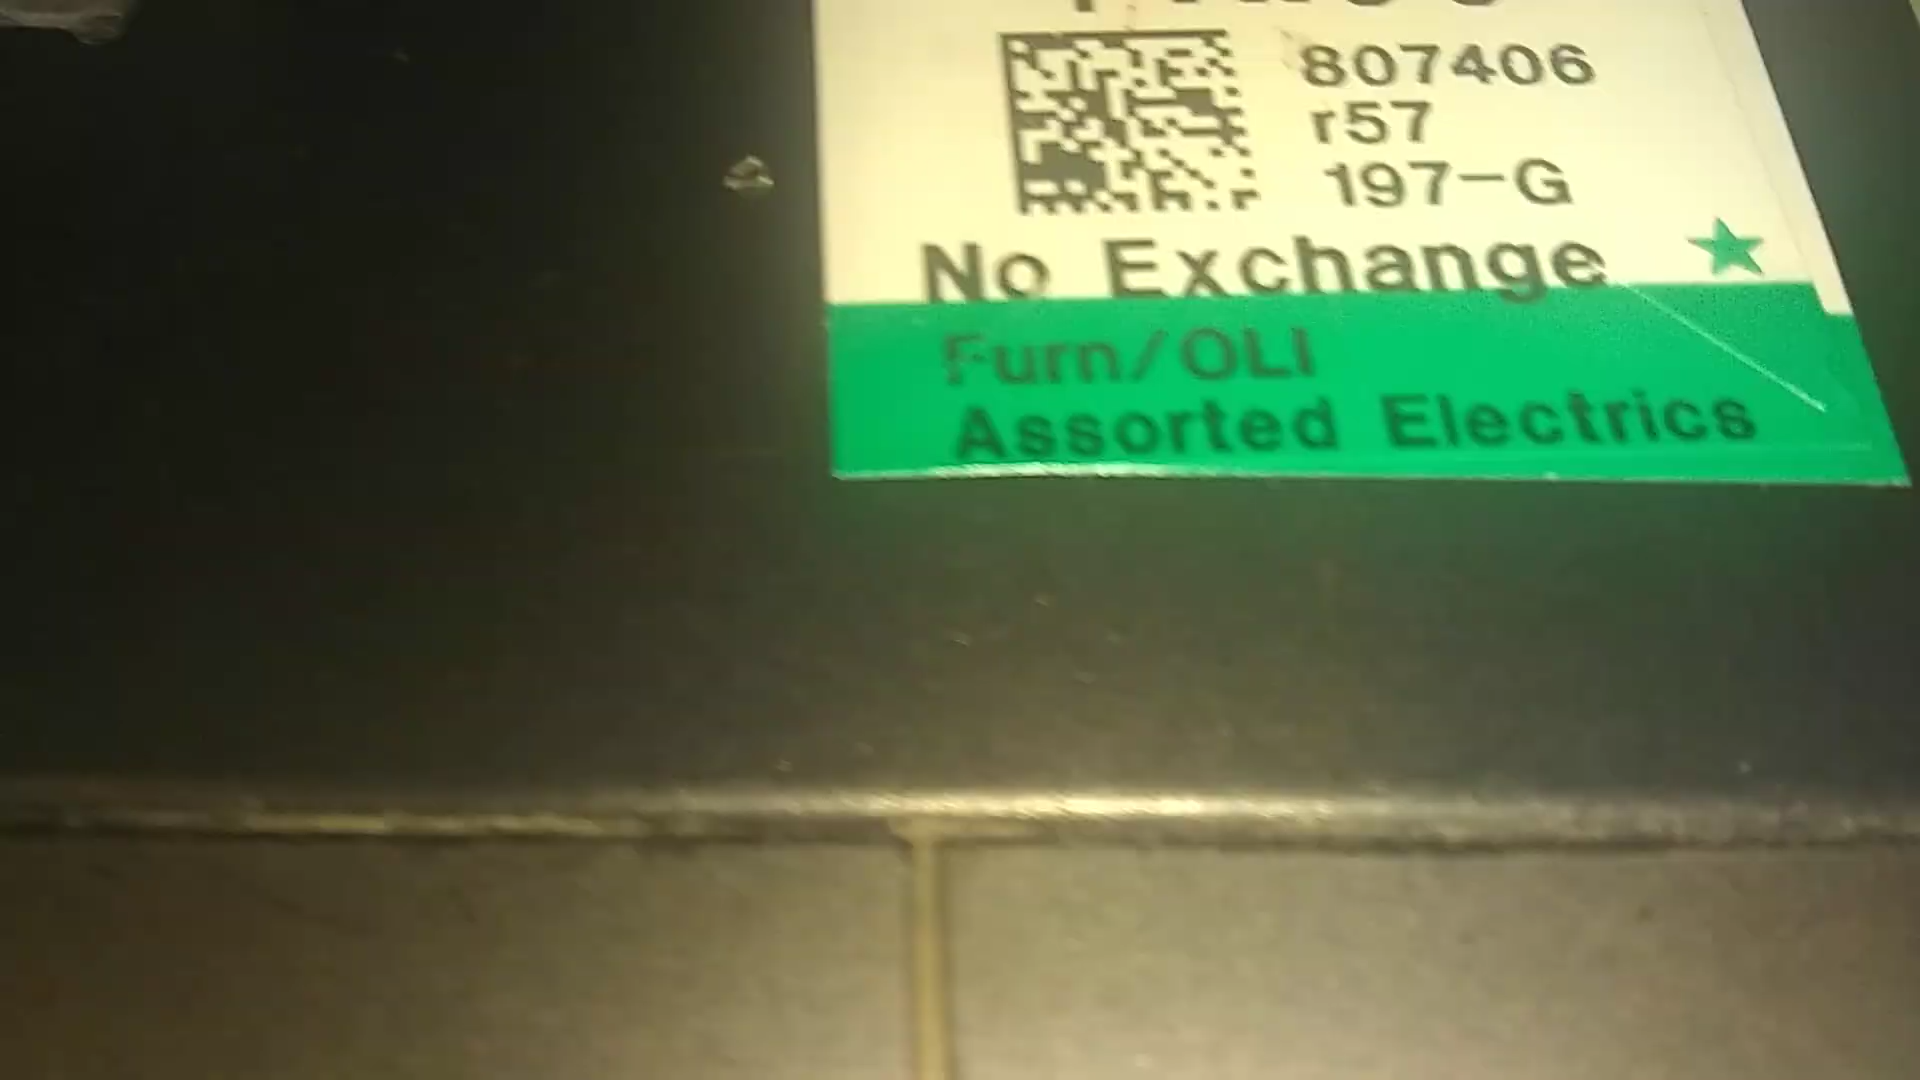 807406
r57
197-G
No Exchange
Furn/OLI
Assorted Electrics